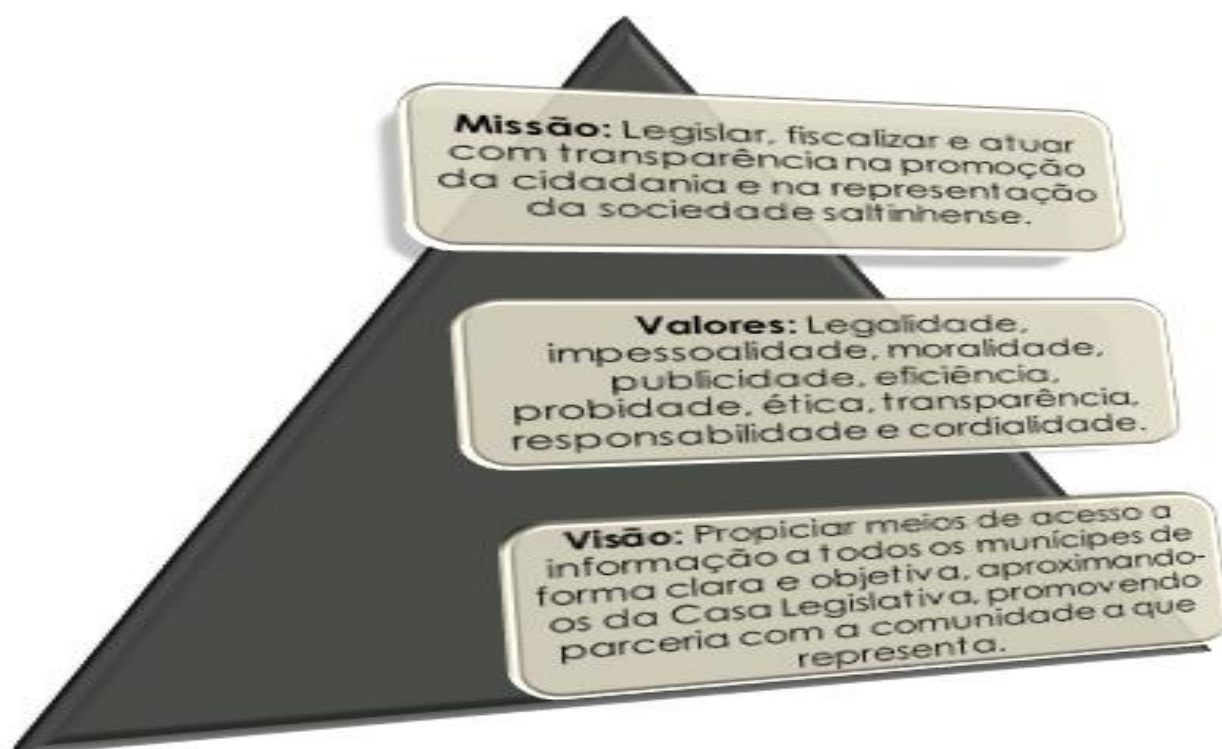 Missão: Legislar, fiscalizar e atuar
com transparência na promoção
da cidadania e na representação
da sociedade saltinhense.
Valores: Legalidade,
impessoalidade, moralidade,
publicidade, eficiência,
probidade, ética, transparência,
responsabilidade e cordialidade.
Visão: Propiciar meios de acesso a
informação a todos os munícipes de
forma clara e objetiva, aproximando-
os da Casa Legislativa, promovendo
parceria com a comunidade a que
representa.